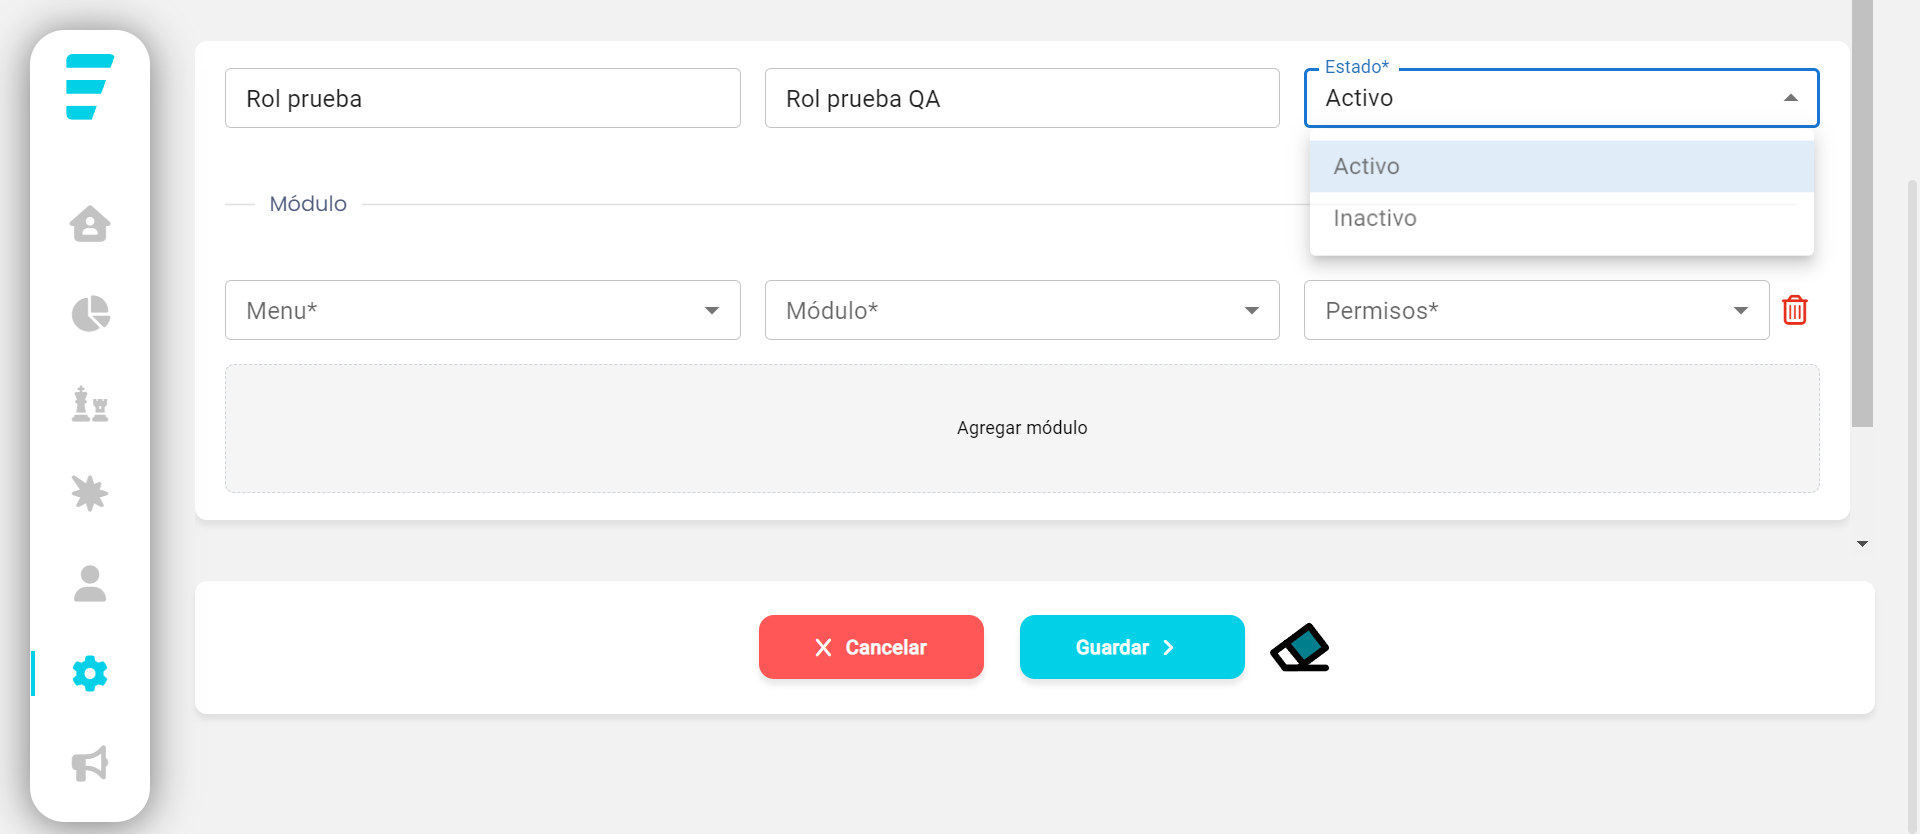 Rol prueba
Rol prueba QA
Estado*
Activo
Activo
Inactivo
Módulo
Menu*
Módulo*
Permisos*
Agregar módulo
Cancelar
Guardar